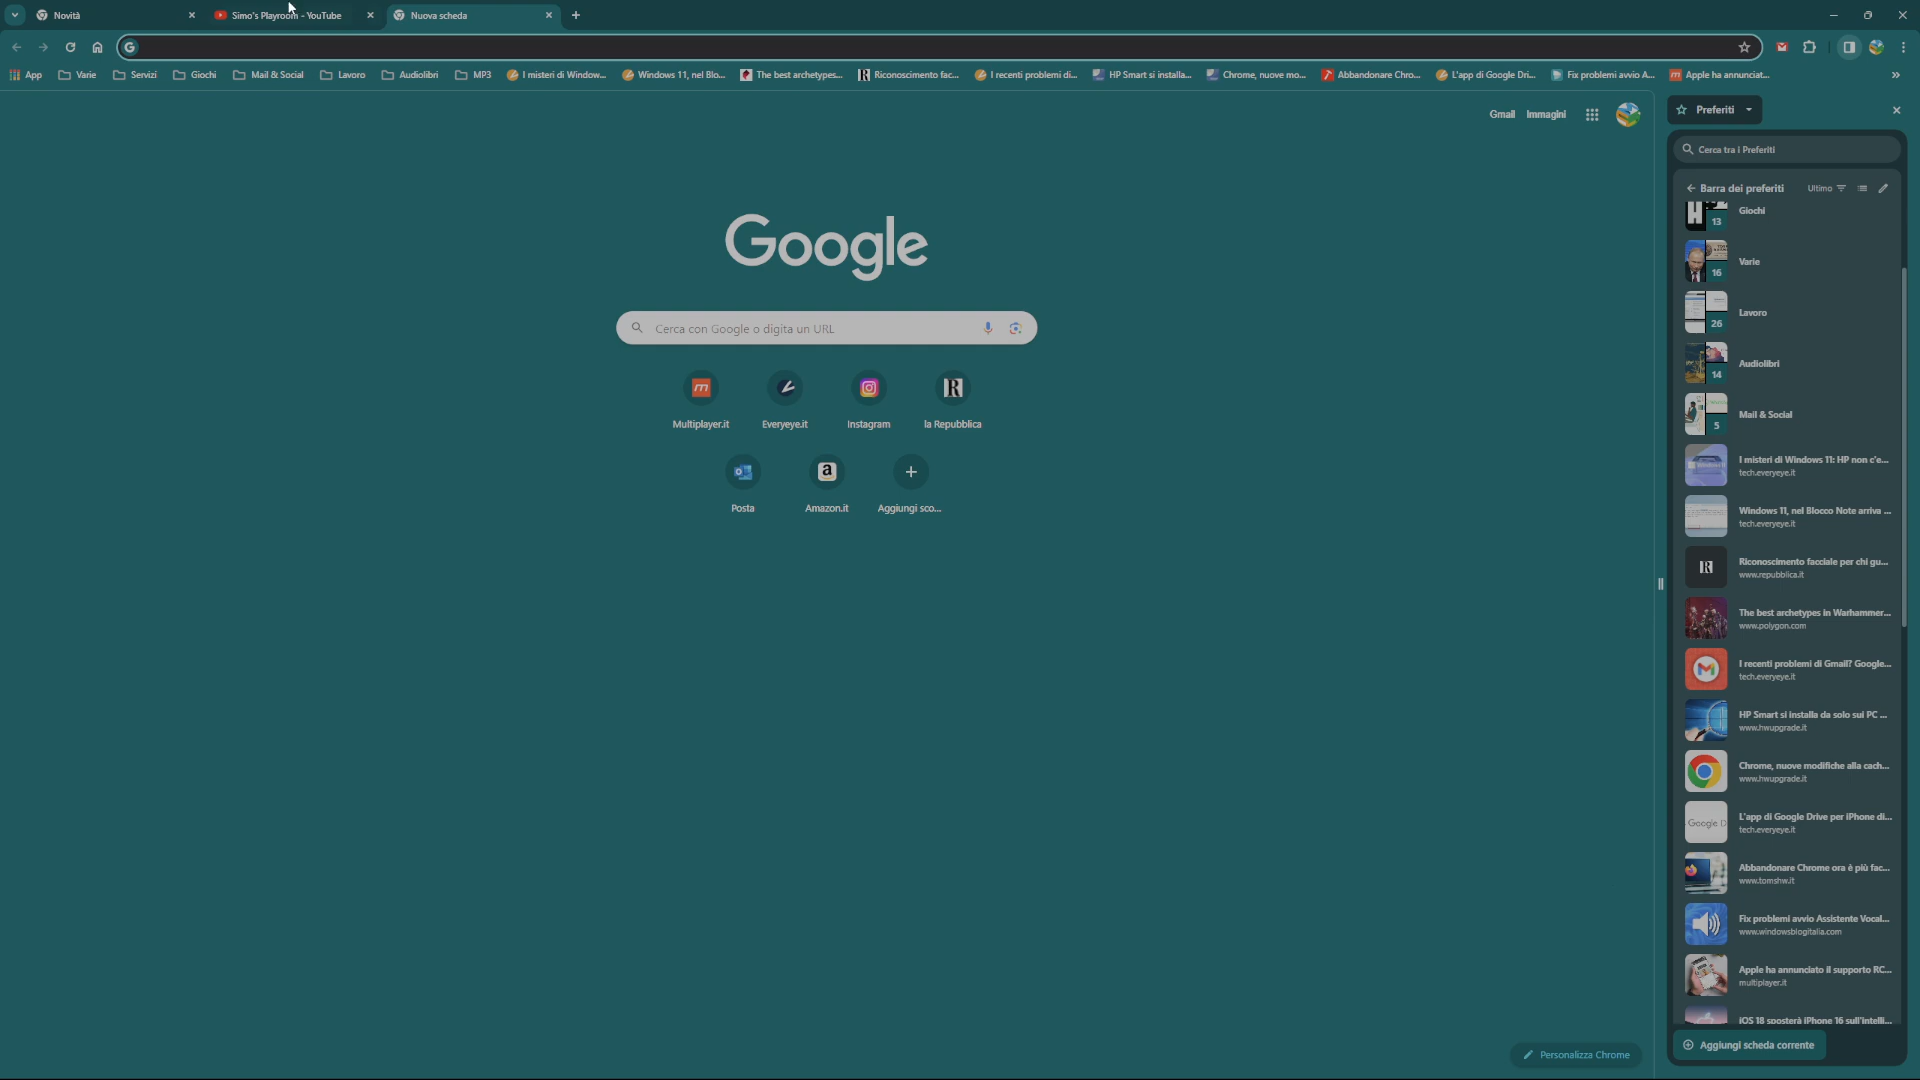 Novità
Simo's Playroom - YouTube
Nuova scheda
App
Varie
Servizi
Giochi
Mail & Social
Lavoro
Audiolibri
MP3
I misteri di Window...
Windows 11, nel Blo...
The best archetypes...
Riconoscimento fac...
I recenti problemi di...
HP Smart si installa...
Chrome, nuove mo...
Abbandonare Chro...
L'app di Google Dri...
Fix problemi avvio A...
Apple ha annunciat...
Gmail Immagini
Preferiti
Cerca tra i Preferiti
Barra dei preferiti
Ultimo
13
Giochi
16
Varie
26
Lavoro
14
Audiolibri
5
Mail & Social
I misteri di Windows 11: HP non c'e...
tech.everyeye.it
Windows 11, nel Blocco Note arriva ...
tech.everyeye.it
Riconoscimento facciale per chi gu...
www.repubblica.it
The best archetypes in Warhammer...
www.polygon.com
I recenti problemi di Gmail? Google...
tech.everyeye.it
HP Smart si installa da solo sui PC ...
www.hwupgrade.it
Chrome, nuove modifiche alla cach...
www.hwupgrade.it
Google D
L'app di Google Drive per iPhone di...
tech.everyeye.it
Abbandonare Chrome ora è più fac...
www.tomshw.it
Fix problemi avvio Assistente Vocal...
www.windowsblogitalia.com
Apple ha annunciato il supporto RC...
multiplayer.it
iOS 18 sposterà iPhone 16 sull'intelli...
Aggiungi scheda corrente
Google
Cerca con Google o digita un URL
Multiplayer.it
Everyeye.it
Instagram
la Repubblica
Posta
Amazon.it
Aggiungi sco...
Personalizza Chrome